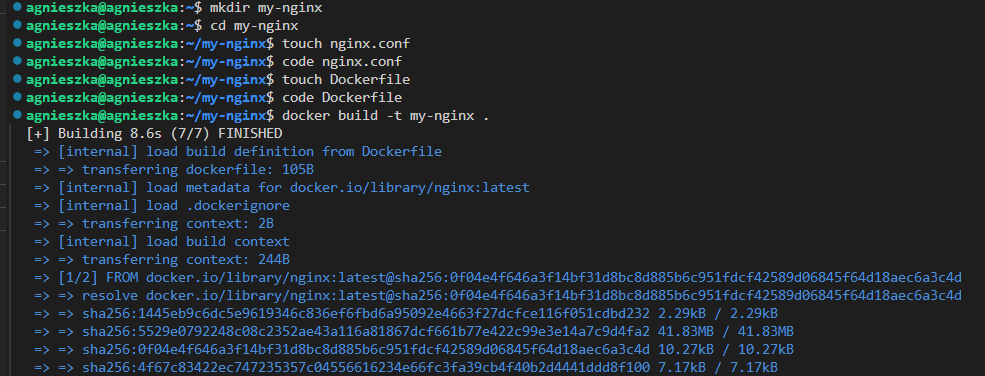 agnieszka@agnieszka:~$ mkdir my-nginx
agnieszka@agnieszka:~$ cd my-nginx
agnieszka@agnieszka:~/my-nginx$ touch nginx.conf
agnieszka@agnieszka:~/my-nginx$ code nginx.conf
agnieszka@agnieszka:~/my-nginx$ touch Dockerfile
agnieszka@agnieszka:~/my-nginx$ code Dockerfile
agnieszka@agnieszka:~/my-nginx$ docker build -t my-nginx .
[+] Building 8.6s (7/7) FINISHED
=> [internal] load build definition from Dockerfile
=> => transferring dockerfile: 105B
=> [internal] load metadata for docker.io/library/nginx:latest
=> [internal] load .dockerignore
=> => transferring context: 2B
=> [internal] load build context
=> => transferring context: 244B
=> [1/2] FROM docker.io/library/nginx:latest@sha256:0f04e4f646a3f14bf31d8bc8d885b6c951fdcf42589d06845f64d18aec6a3c4d
=> => resolve docker.io/library/nginx:latest@sha256:0f04e4f646a3f14bf31d8bc8d885b6c951fdcf42589d06845f64d18aec6a3c4d
=> => sha256:1445eb9c6dc5e9619346c836ef6ffbd6a95092e4663f27dcfce116f051cdbd232 2.29kB / 2.29kB
=> => sha256:5529e0792248c08c2352ae43a116a81867dcf661b77e422c99e3e14a7c9d4fa2 41.83MB / 41.83MB
=> => sha256:0f04e4f646a3f14bf31d8bc8d885b6c951fdcf42589d06845f64d18aec6a3c4d 10.27kB / 10.27kB
=> => sha256:4f67c83422ec747235357c04556616234e66fc3fa39cb4f40b2d4441ddd8f100 7.17kB / 7.17kB